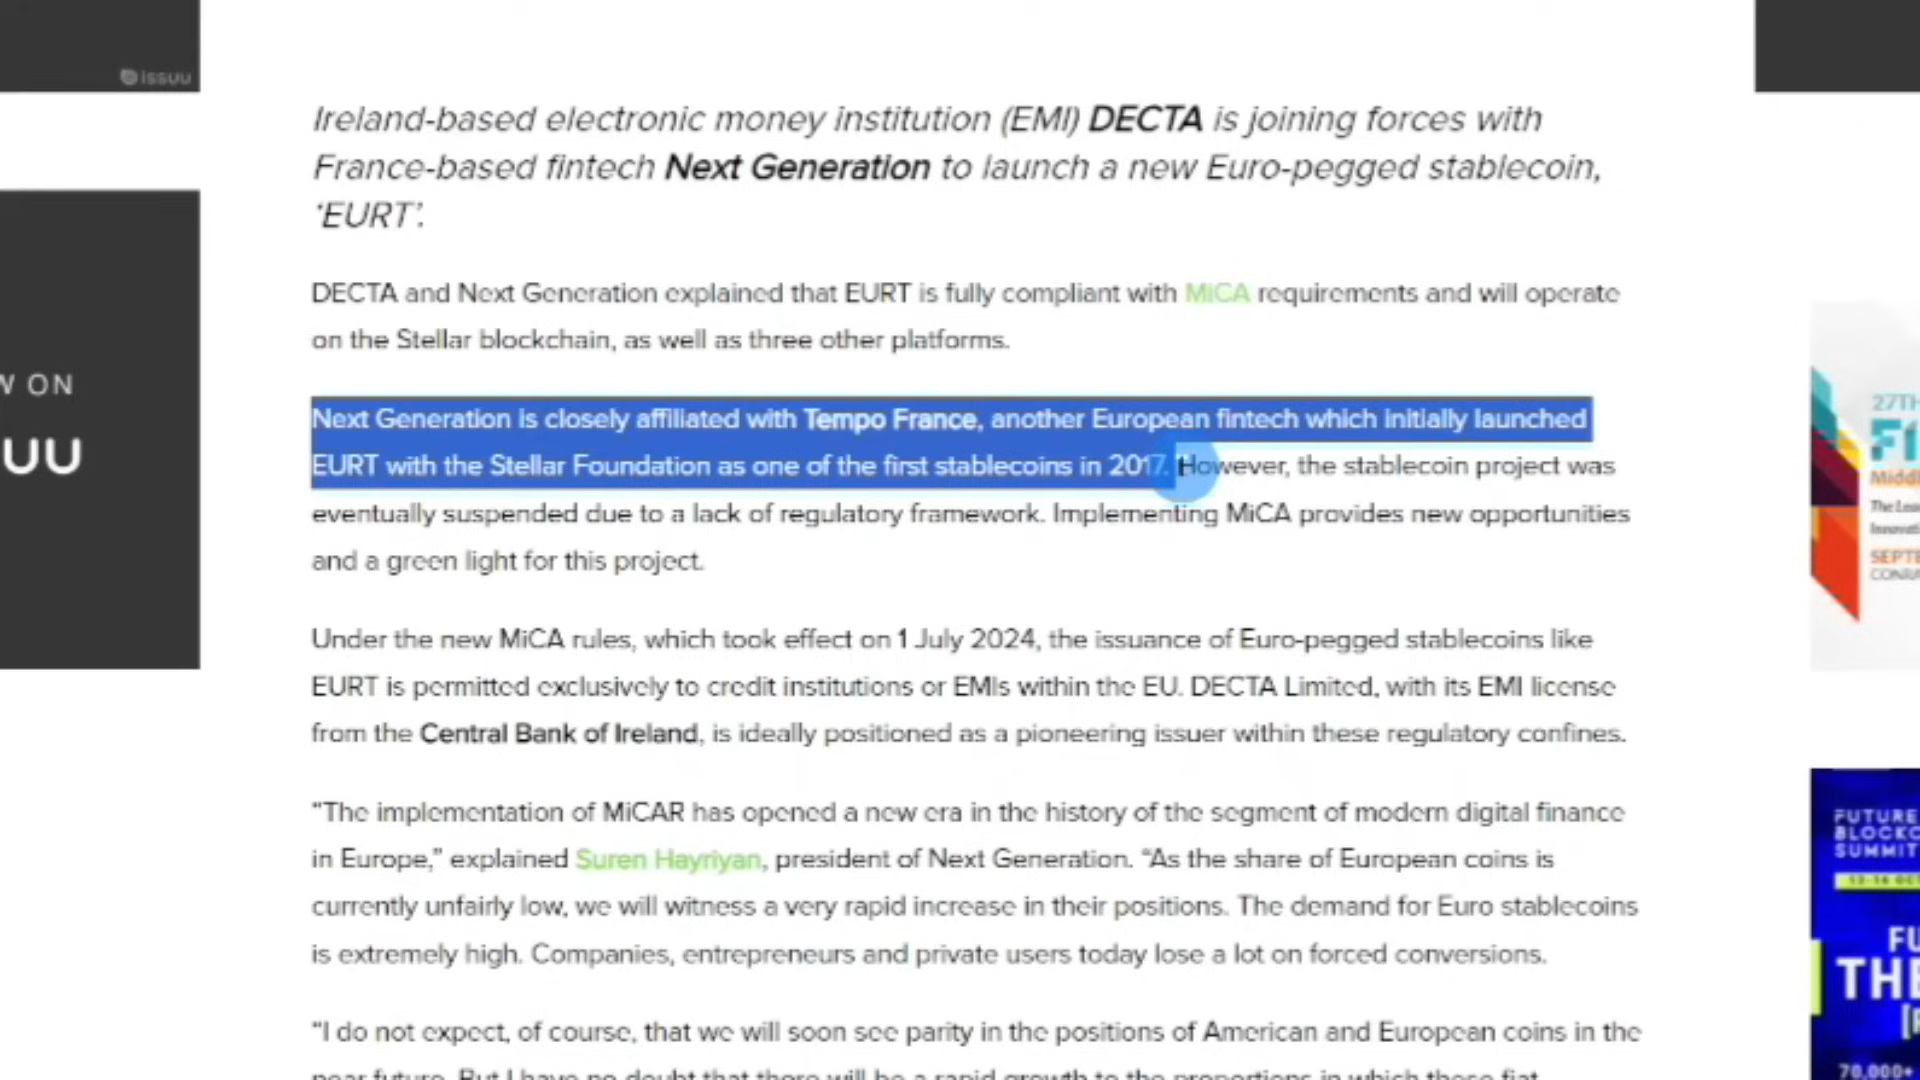 issuu
Ireland-based electronic money institution (EMI) DECTA is joining forces with
France-based fintech Next Generation to launch a new Euro-pegged stablecoin,
‘EURT’.
DECTA and Next Generation explained that EURT is fully compliant with MiCA requirements and will operate
on the Stellar blockchain, as well as three other platforms.
Next Generation is closely affiliated with Tempo France, another European fintech which initially launched
EURT with the Stellar Foundation as one of the first stablecoins in 2017. However, the stablecoin project was
eventually suspended due to a lack of regulatory framework. Implementing MiCA provides new opportunities
and a green light for this project.
Under the new MiCA rules, which took effect on 1 July 2024, the issuance of Euro-pegged stablecoins like
EURT is permitted exclusively to credit institutions or EMIs within the EU. DECTA Limited, with its EMI license
from the Central Bank of Ireland, is ideally positioned as a pioneering issuer within these regulatory confines.
“The implementation of MiCAR has opened a new era in the history of the segment of modern digital finance
in Europe,” explained Suren Hayriyan, president of Next Generation. “As the share of European coins is
currently unfairly low, we will witness a very rapid increase in their positions. The demand for Euro stablecoins
is extremely high. Companies, entrepreneurs and private users today lose a lot on forced conversions.
“I do not expect, of course, that we will soon see parity in the positions of American and European coins in the
near future. But I have no doubt that there will be a rapid growth to the proportions in which these fiat
W ON
UU
27TH
FI
Middl
The Lea
Innovati
SEPTE
CONRA
FUTURE
BLOCKC
SUMMIT
FU
THE
70,000+